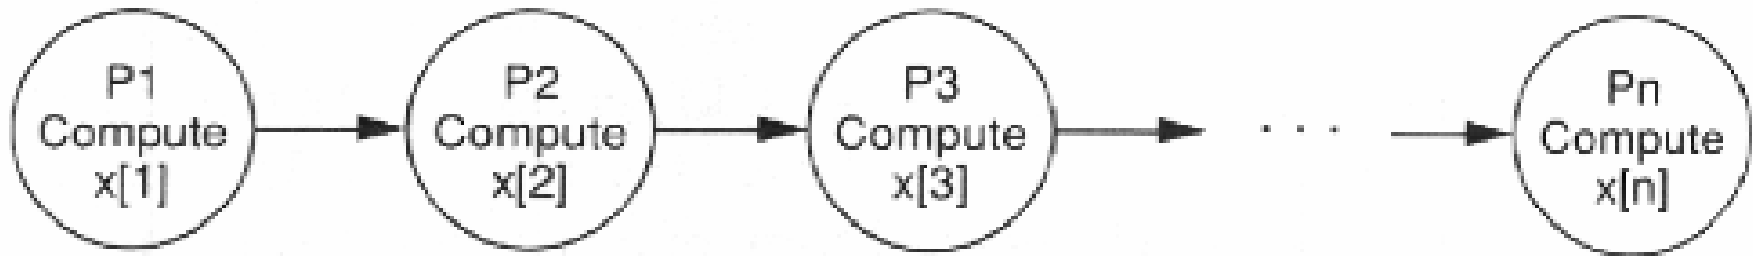 P1
Compute
x[1]
P2
Compute
x[2]
P3
Compute
x[3]
. . .
Pn
Compute
x[n]